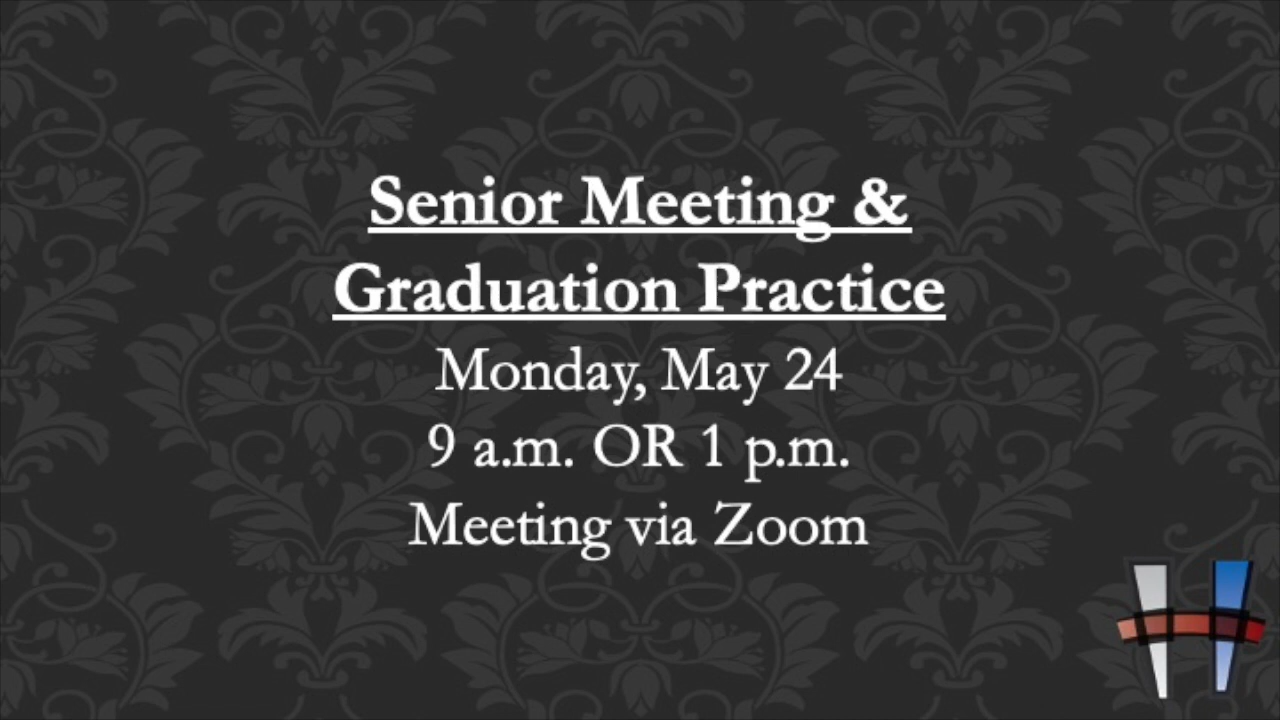 Senior Meeting &
Graduation Practice
Monday, May 24
9 a.m. OR 1 p.m.
Meeting via Zoom